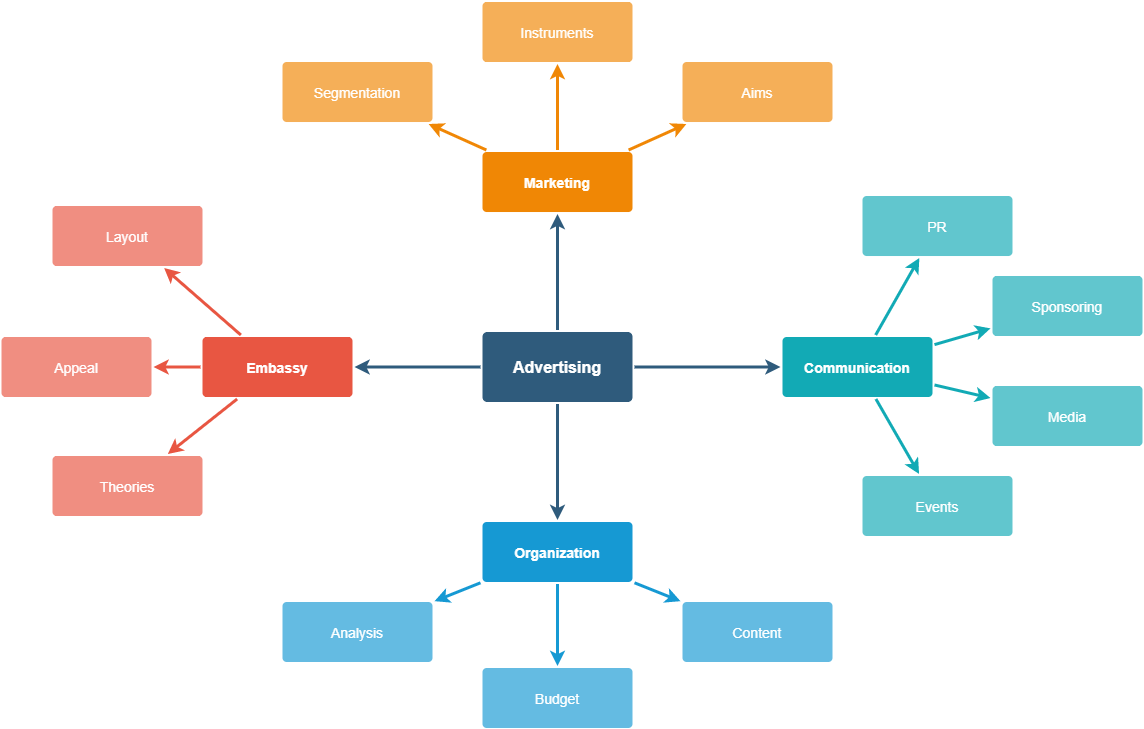 Instruments
Segmentation
Aims
Marketing
Layout
PR
Sponsoring
Appeal
Embassy
Advertising
Communication
Media
Theories
Events
Organization
Analysis
Content
Budget